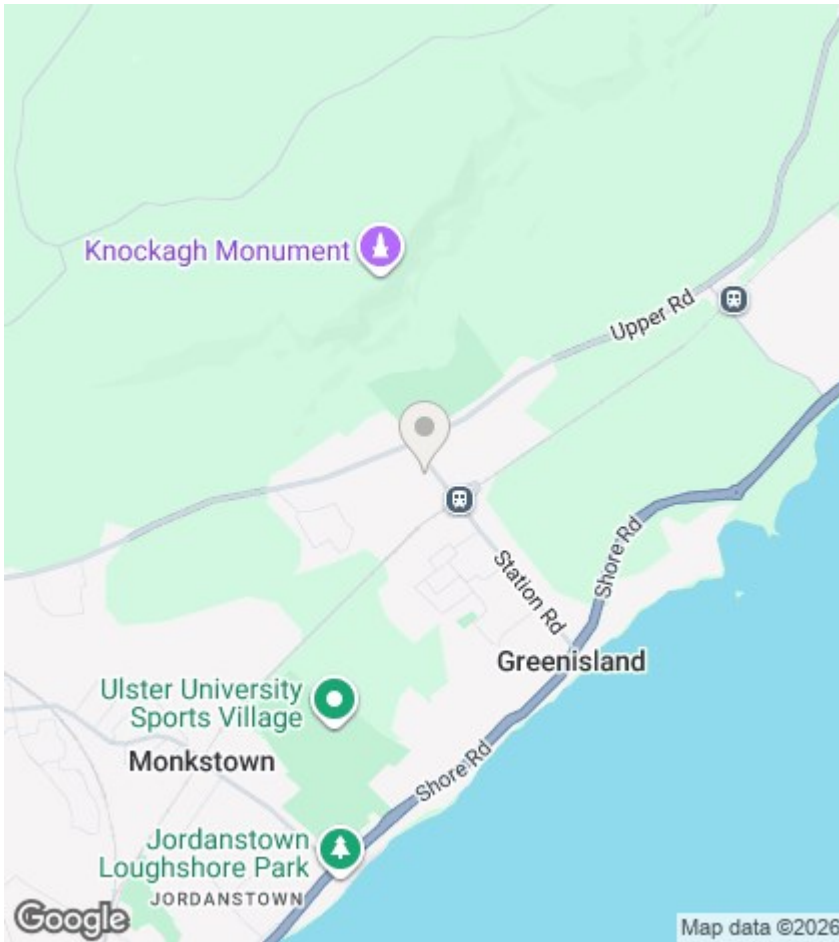 Knockagh Monument
Upper Rd
Shore Rd
Station Rd
Greenisland
Ulster University
Sports Village
Monkstown
Shore Rd
Jordanstown
Loughshore Park
JORDANSTOWN
Google
Map data ©2026